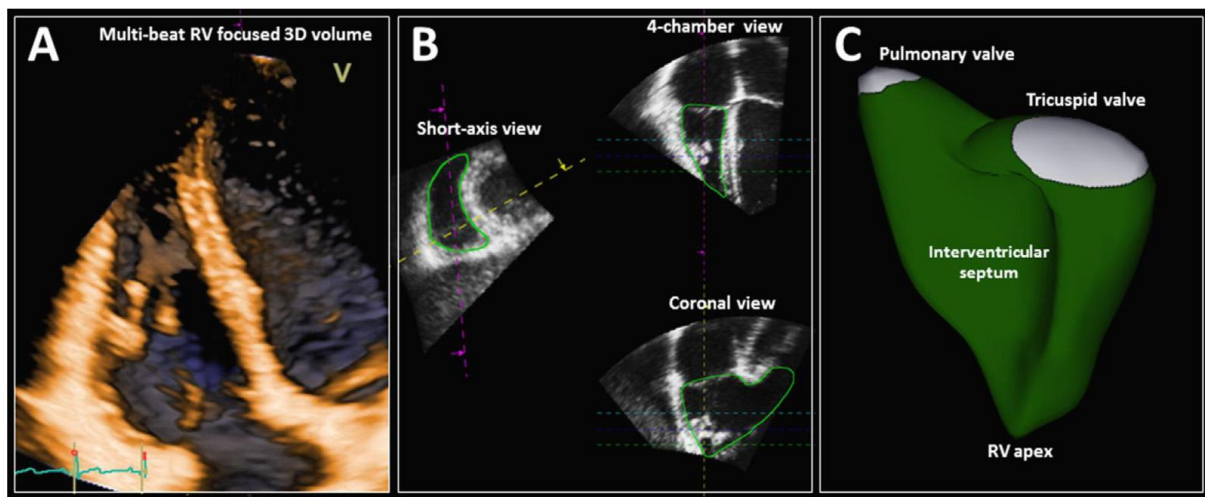 A
Multi-beat RV focused 3D volume
V
B
4-chamber view
Short-axis view
Coronal view
C
Pulmonary valve
Tricuspid valve
Interventricular
septum
RV apex